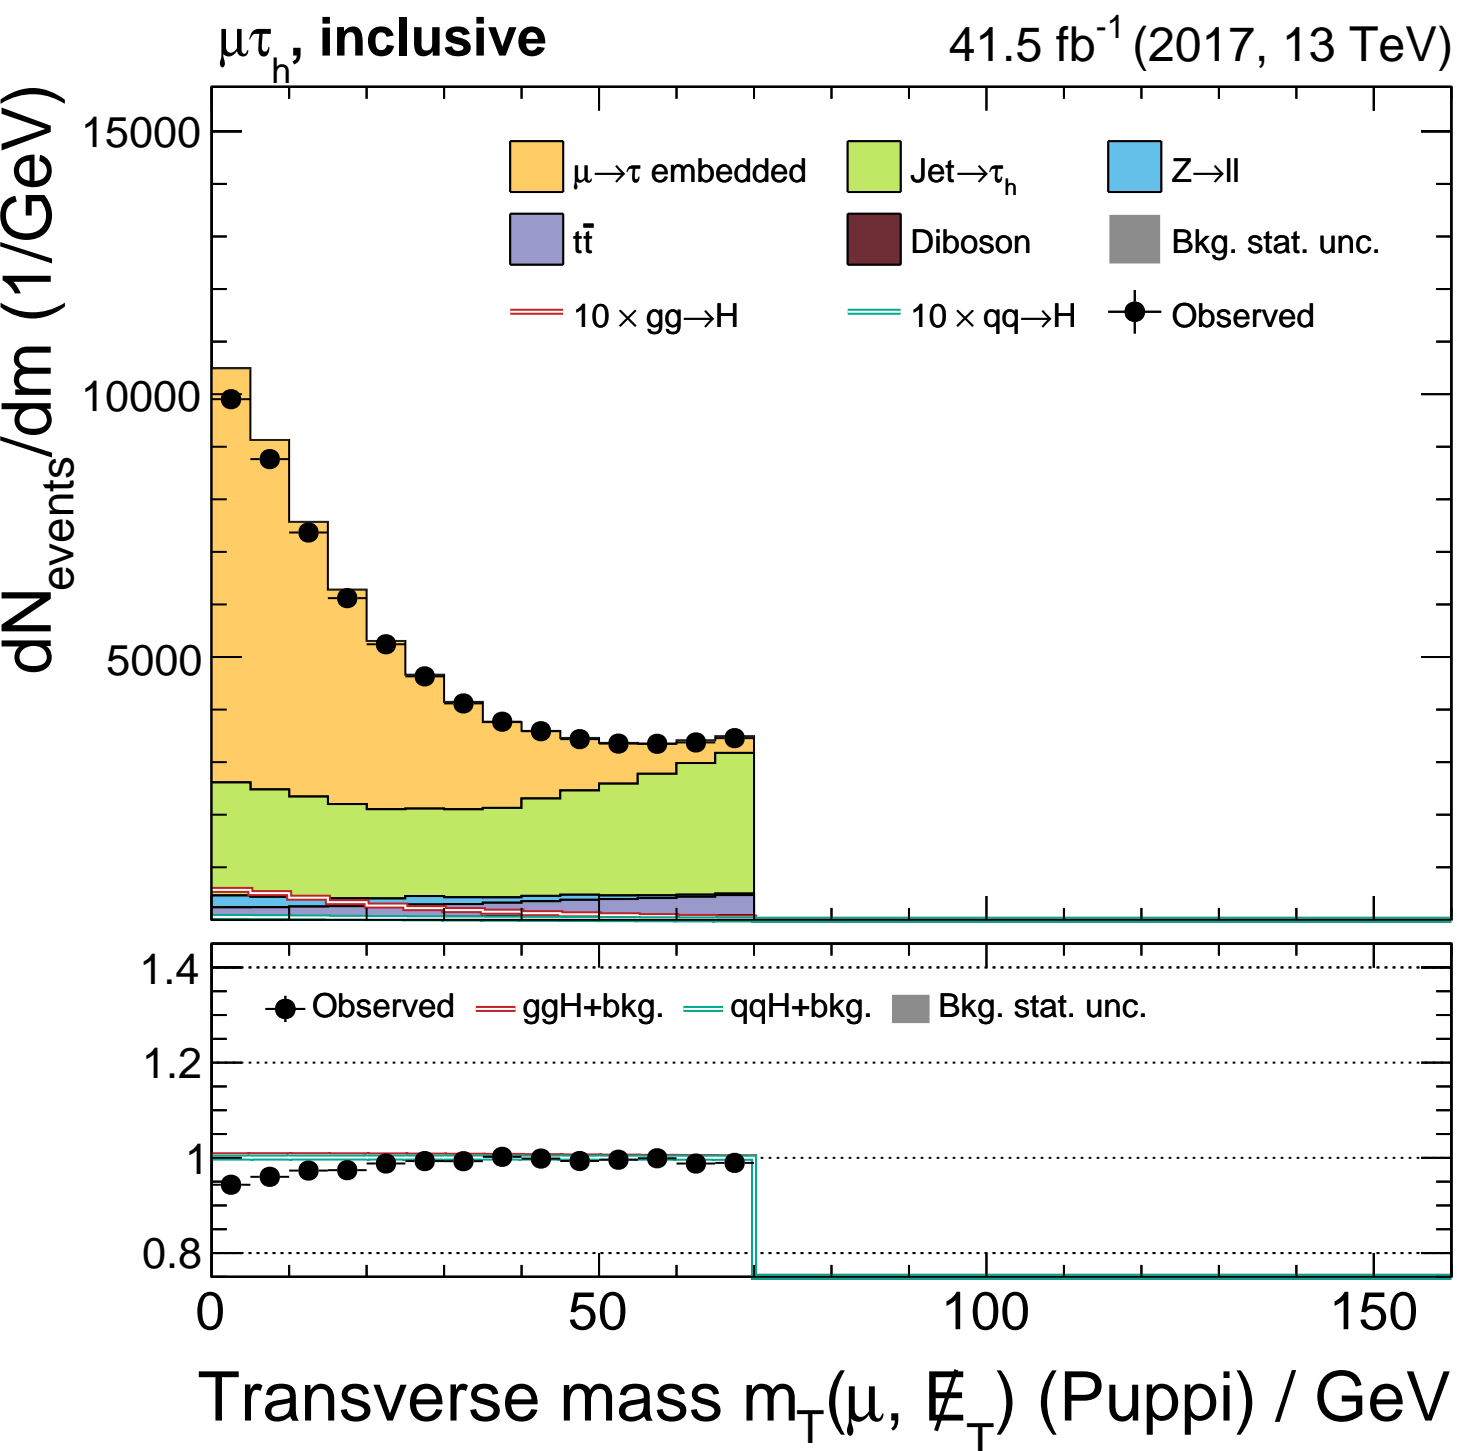 μτh, inclusive
41.5 fb-1 (2017, 13 TeV)
dNevents/dm (1/GeV)
15000
10000
5000
μ→τ embedded
Jet→τh
Z→ll
tt̄
Diboson
Bkg. stat. unc.
10 × gg→H
10 × qq→H
Observed
1.4
1.2
1
0.8
Observed
ggH+bkg.
qqH+bkg.
Bkg. stat. unc.
0
50
100
150
Transverse mass mT(μ, E̸T) (Puppi) / GeV